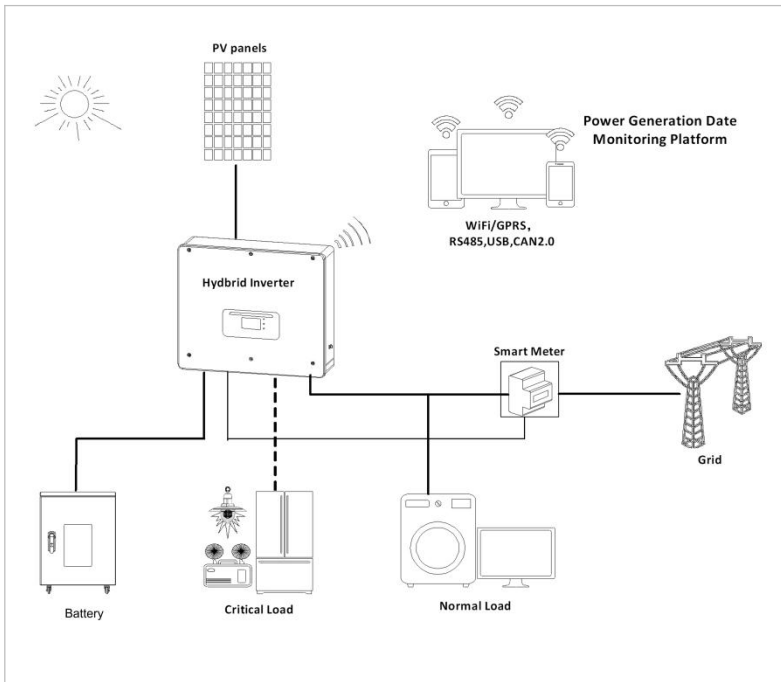 PV panels
Power Generation Date
Monitoring Platform
WiFi/GPRS,
RS485,USB,CAN2.0
Hydbrid Inverter
Smart Meter
Grid
Battery
Critical Load
Normal Load